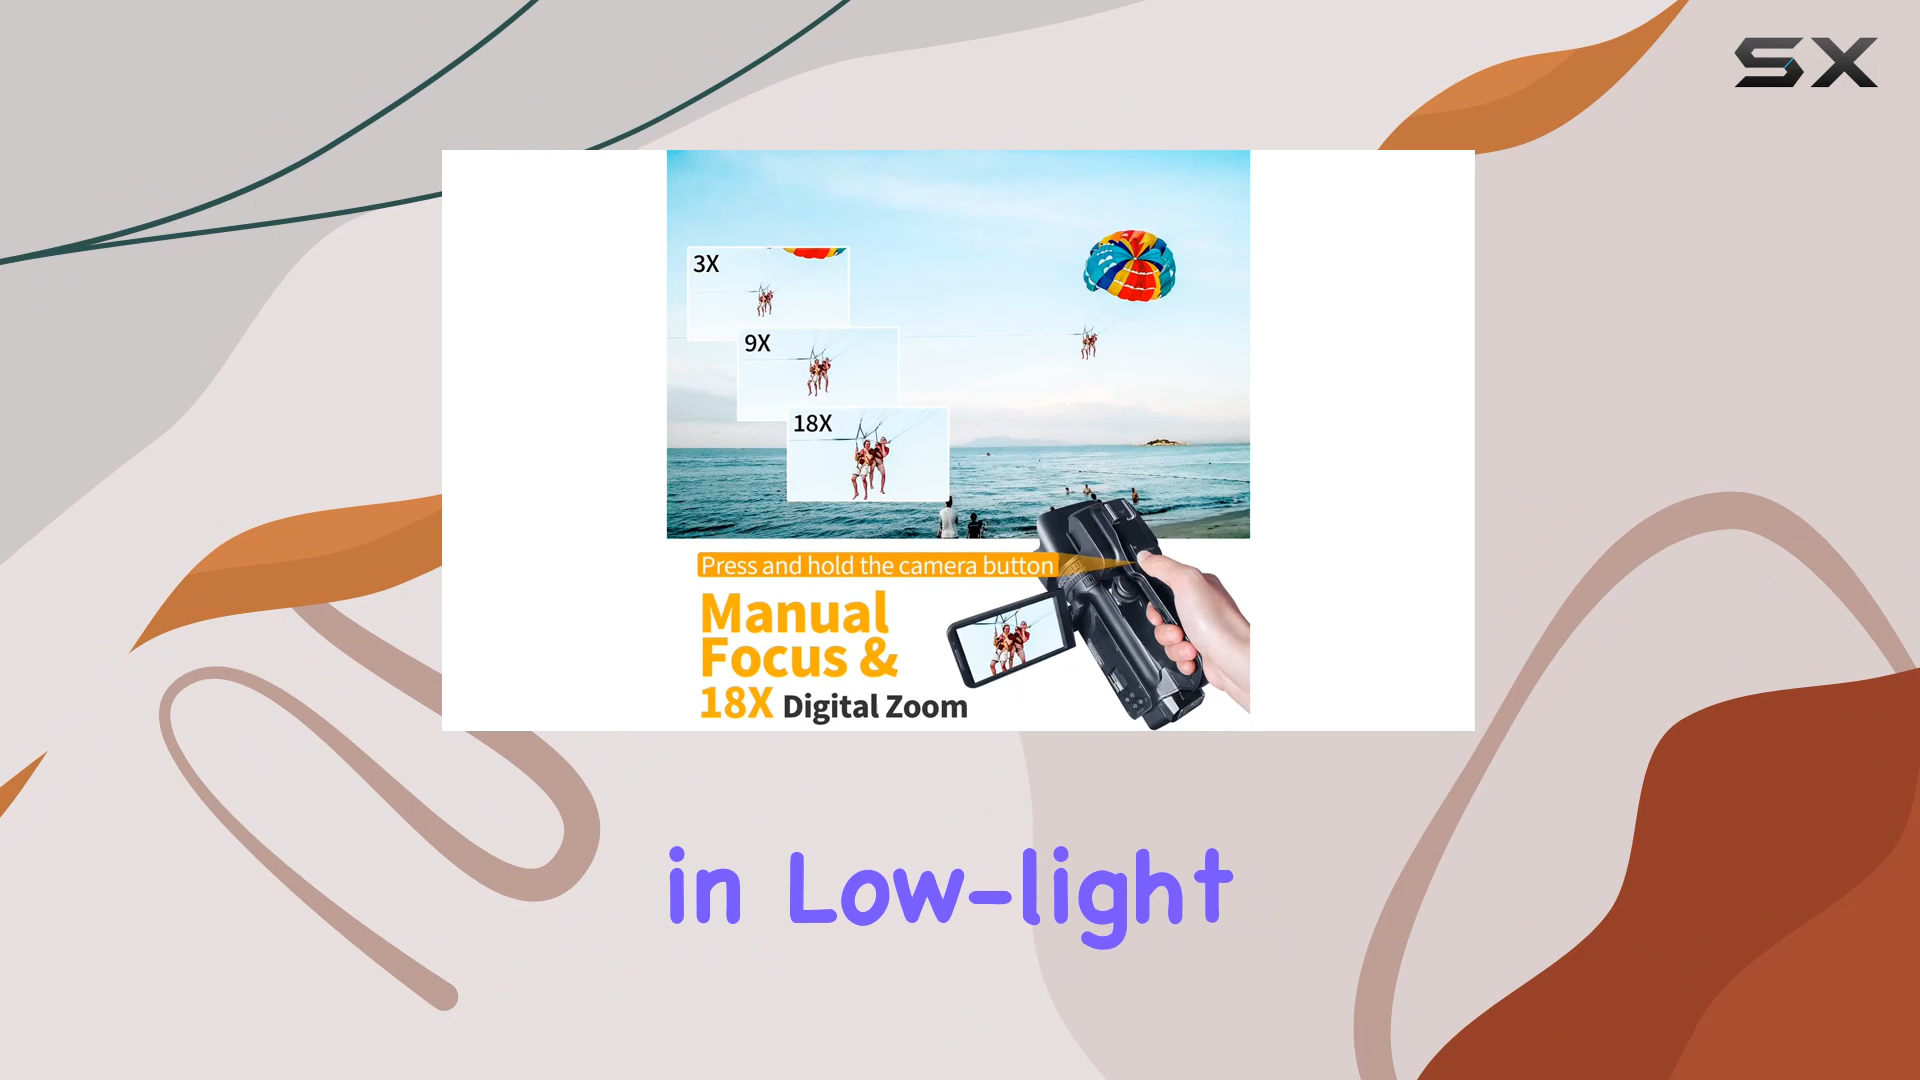 SX
3X
9X
18X
Press and hold the camera button
Manual
Focus &
18X Digital Zoom
in Low-light